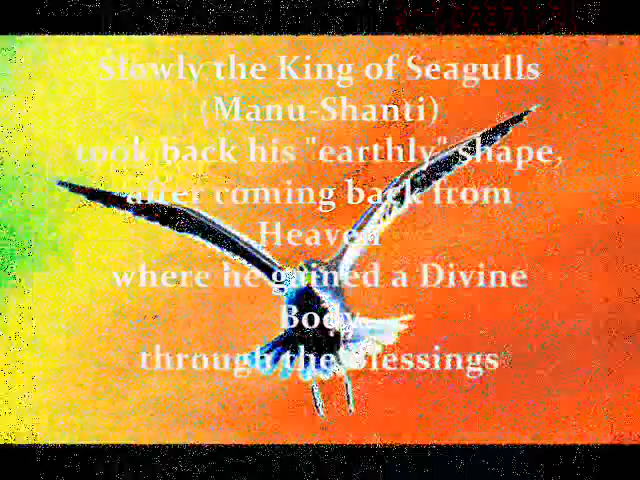 Slowly the King of Seagulls
(Manu-Shanti)
took back his "earthly" shape,
after coming back from
Heaven
where he gained a Divine
Body
through the Blessings